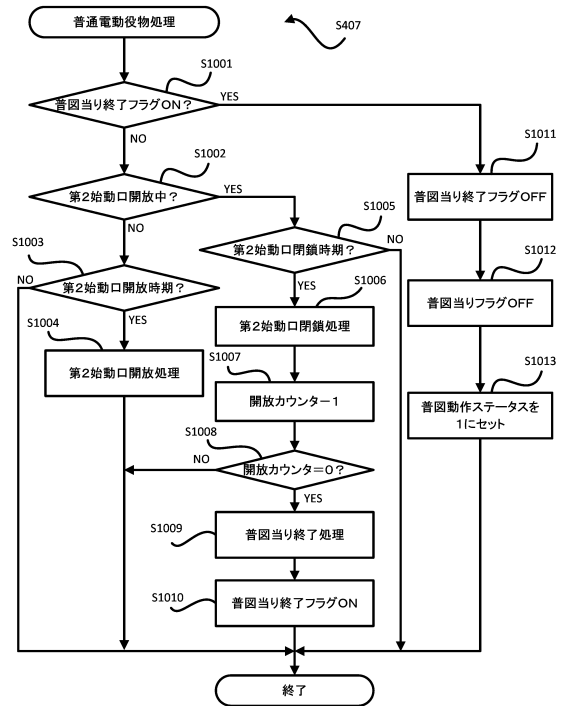 普通電動役物処理
S407
S1001
普図当り終了フラグON？
YES
NO
S1002
第2始動口開放中？
YES
NO
S1011
普図当り終了フラグOFF
S1003
NO
第2始動口開放時期？
YES
S1005
第2始動口閉鎖時期？
NO
YES
S1012
普図当りフラグOFF
S1004
第2始動口開放処理
S1006
第2始動口閉鎖処理
S1007
開放カウンター1
S1013
普図動作ステータスを
1にセット
S1008
NO
開放カウンタ＝0？
YES
S1009
普図当り終了処理
S1010
普図当り終了フラグON
終了